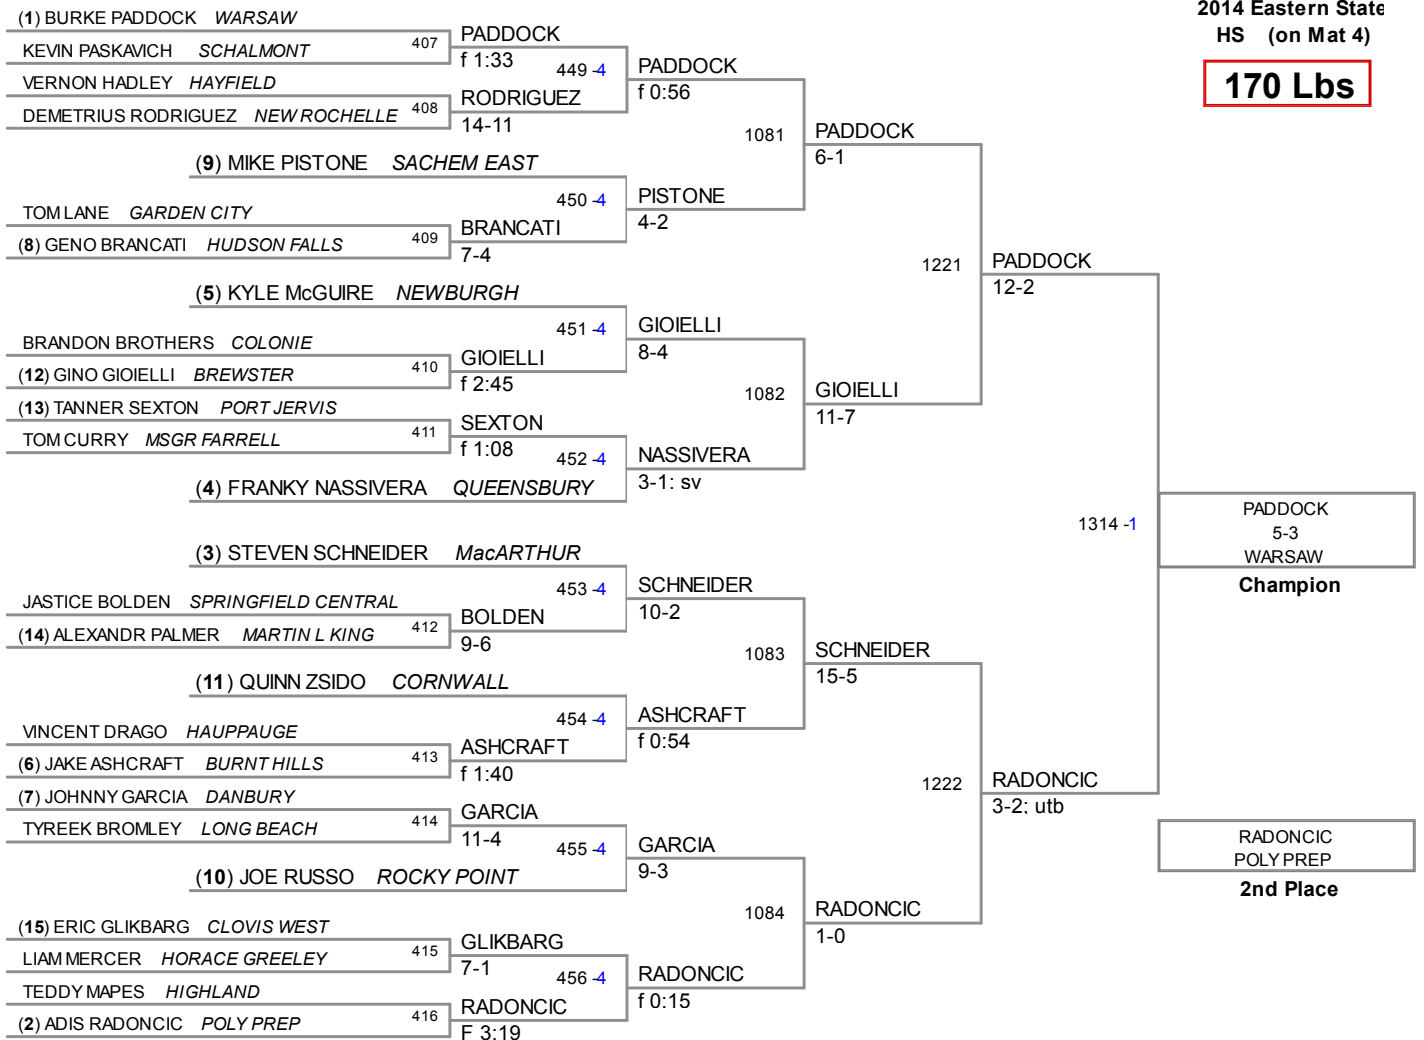 2014 Eastern State
HS (on Mat 4)
170 Lbs
(1) BURKE PADDOCK WARSAW
KEVIN PASKAVICH SCHALMONT
407
PADDOCK
f 1:33
VERNON HADLEY HAYFIELD
DEMETRIUS RODRIGUEZ NEW ROCHELLE
408
RODRIGUEZ
14-11
449 -4
PADDOCK
f 0:56
(9) MIKE PISTONE SACHEM EAST
TOM LANE GARDEN CITY
(8) GENO BRANCATI HUDSON FALLS
409
BRANCATI
7-4
450 -4
PISTONE
4-2
1081
PADDOCK
6-1
(5) KYLE McGUIRE NEWBURGH
BRANDON BROTHERS COLONIE
(12) GINO GIOIELLI BREWSTER
410
GIOIELLI
f 2:45
451 -4
GIOIELLI
8-4
(13) TANNER SEXTON PORT JERVIS
TOM CURRY MSGR FARRELL
411
SEXTON
f 1:08
(4) FRANKY NASSIVERA QUEENSBURY
452 -4
NASSIVERA
3-1: sv
1082
GIOIELLI
11-7
1221
PADDOCK
12-2
(3) STEVEN SCHNEIDER MacARTHUR
JASTICE BOLDEN SPRINGFIELD CENTRAL
(14) ALEXANDR PALMER MARTIN L KING
412
BOLDEN
9-6
453 -4
SCHNEIDER
10-2
(11) QUINN ZSIDO CORNWALL
VINCENT DRAGO HAUPPAUGE
(6) JAKE ASHCRAFT BURNT HILLS
413
ASHCRAFT
f 1:40
454 -4
ASHCRAFT
f 0:54
1083
SCHNEIDER
15-5
(7) JOHNNY GARCIA DANBURY
TYREEK BROMLEY LONG BEACH
414
GARCIA
11-4
(10) JOE RUSSO ROCKY POINT
455 -4
GARCIA
9-3
(15) ERIC GLIKBARG CLOVIS WEST
LIAM MERCER HORACE GREELEY
415
GLIKBARG
7-1
TEDDY MAPES HIGHLAND
(2) ADIS RADONCIC POLY PREP
416
RADONCIC
F 3:19
456 -4
RADONCIC
f 0:15
1084
RADONCIC
1-0
1222
RADONCIC
3-2: utb
1314 -1
PADDOCK
5-3
WARSAW
Champion
RADONCIC
POLY PREP
2nd Place